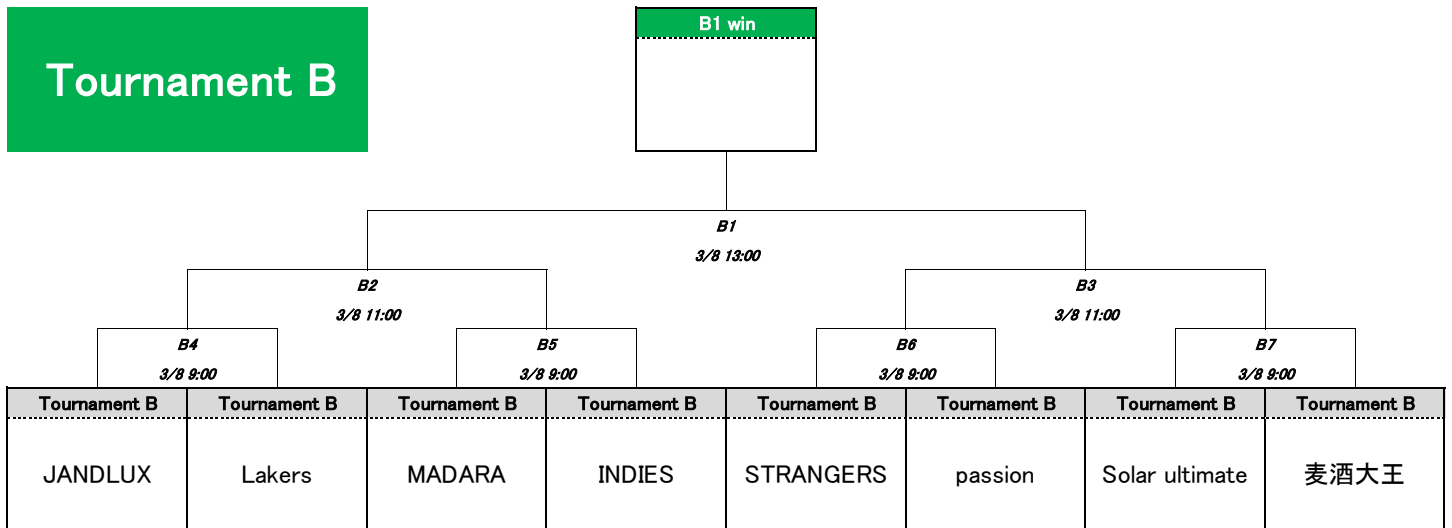 Tournament B
B1 win
B1
3/8 13:00
B2
B3
3/8 11:00
3/8 11:00
B4
B5
B6
B7
3/8 9:00
3/8 9:00
3/8 9:00
3/8 9:00
Tournament B
Tournament B
Tournament B
Tournament B
Tournament B
Tournament B
Tournament B
Tournament B
JANDLUX
Lakers
MADARA
INDIES
STRANGERS
passion
Solar ultimate
麦酒大王